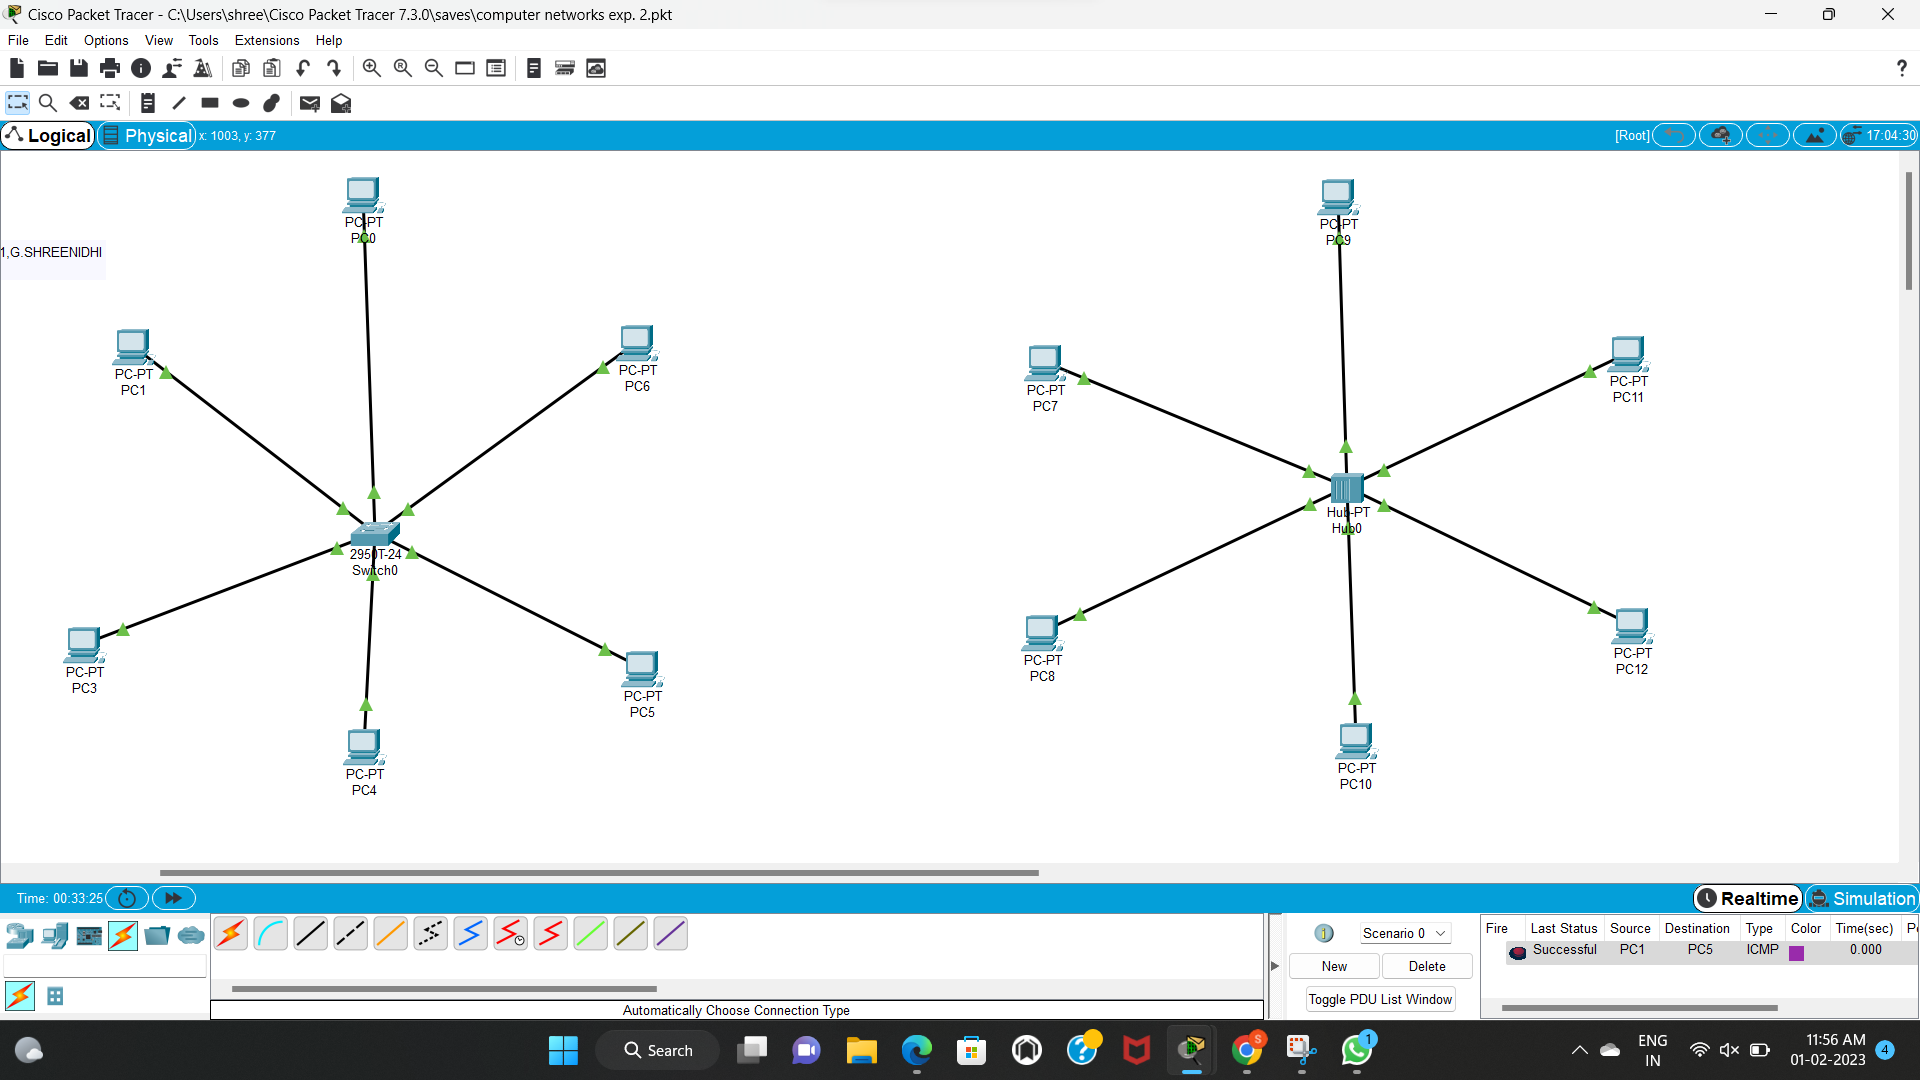 Cisco Packet Tracer - C:\Users\shree\Cisco Packet Tracer 7.3.0\saves\computer networks exp. 2.pkt
File Edit Options View Tools Extensions Help
?
Logical Physical x: 1003, y: 377 [Root] 17:04:30
PC-PT
PC0
PC-PT
PC9
1,G.SHREENIDHI
PC-PT
PC1
PC-PT
PC6
PC-PT
PC7
PC-PT
PC11
2950T-24
Switch0
Hub-PT
Hub0
PC-PT
PC3
PC-PT
PC5
PC-PT
PC8
PC-PT
PC12
PC-PT
PC4
PC-PT
PC10
Time: 00:33:25 Realtime Simulation
Scenario 0
New Delete
Toggle PDU List Window
Fire Last Status Source Destination Type Color Time(sec)
Successful PC1 PC5 ICMP 0.000
Automatically Choose Connection Type
Search
S
1
ENG
IN
11:56 AM
01-02-2023
4